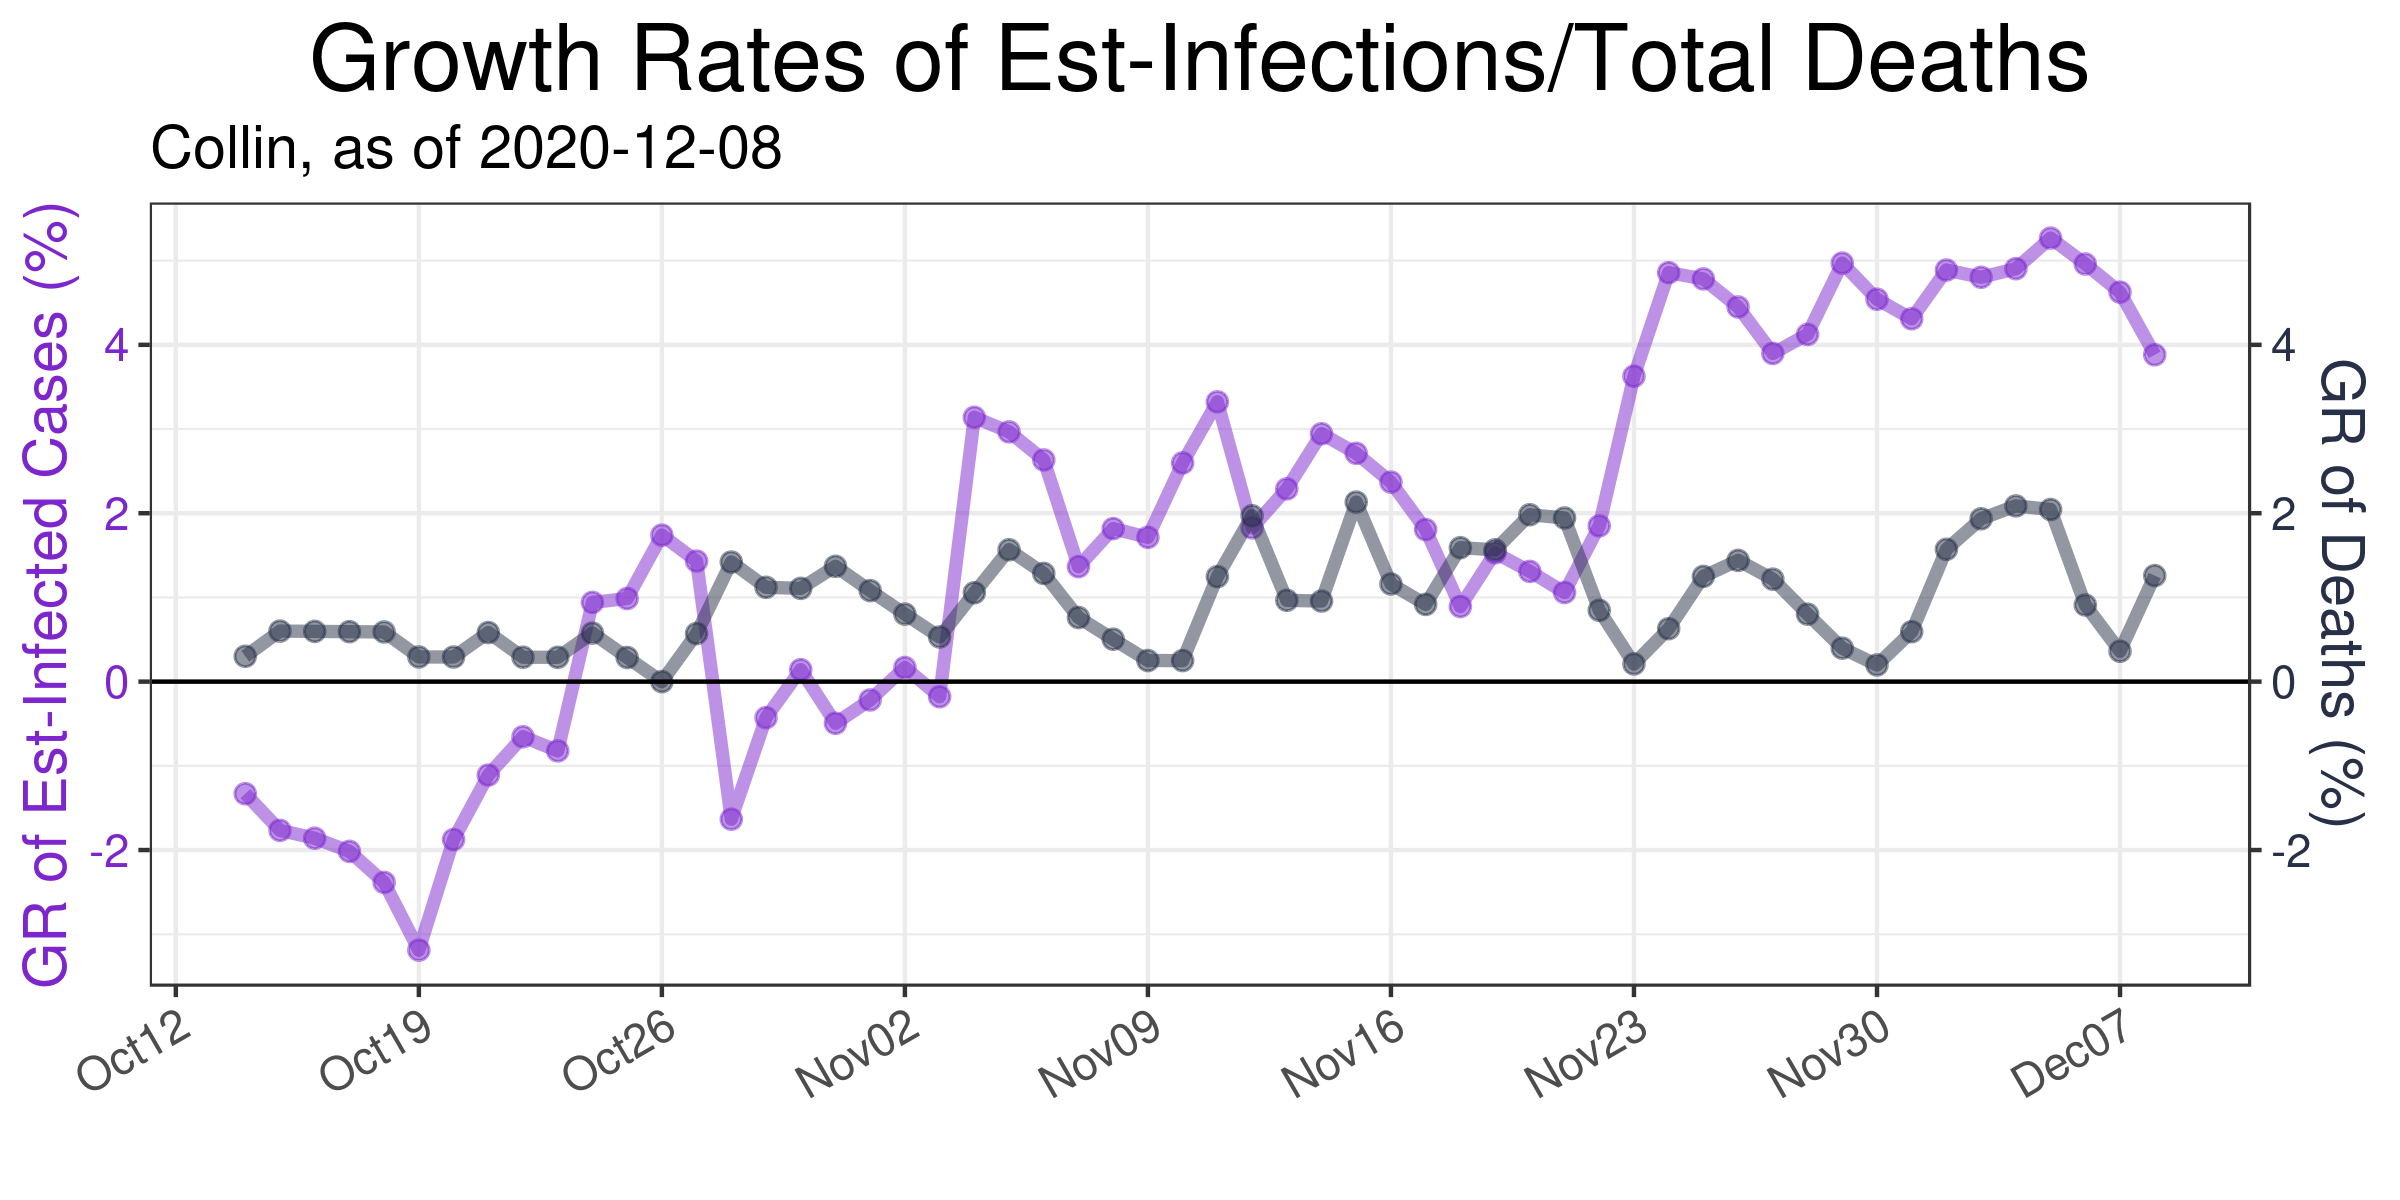 Growth Rates of Est-Infections/Total Deaths
Collin, as of 2020-12-08
GR of Est-Infected Cases (%)
4
2
0
-2
4
2
0
-2
GR of Deaths (%)
Oct12
Oct19
Oct26
Nov02
Nov09
Nov16
Nov23
Nov30
Dec07